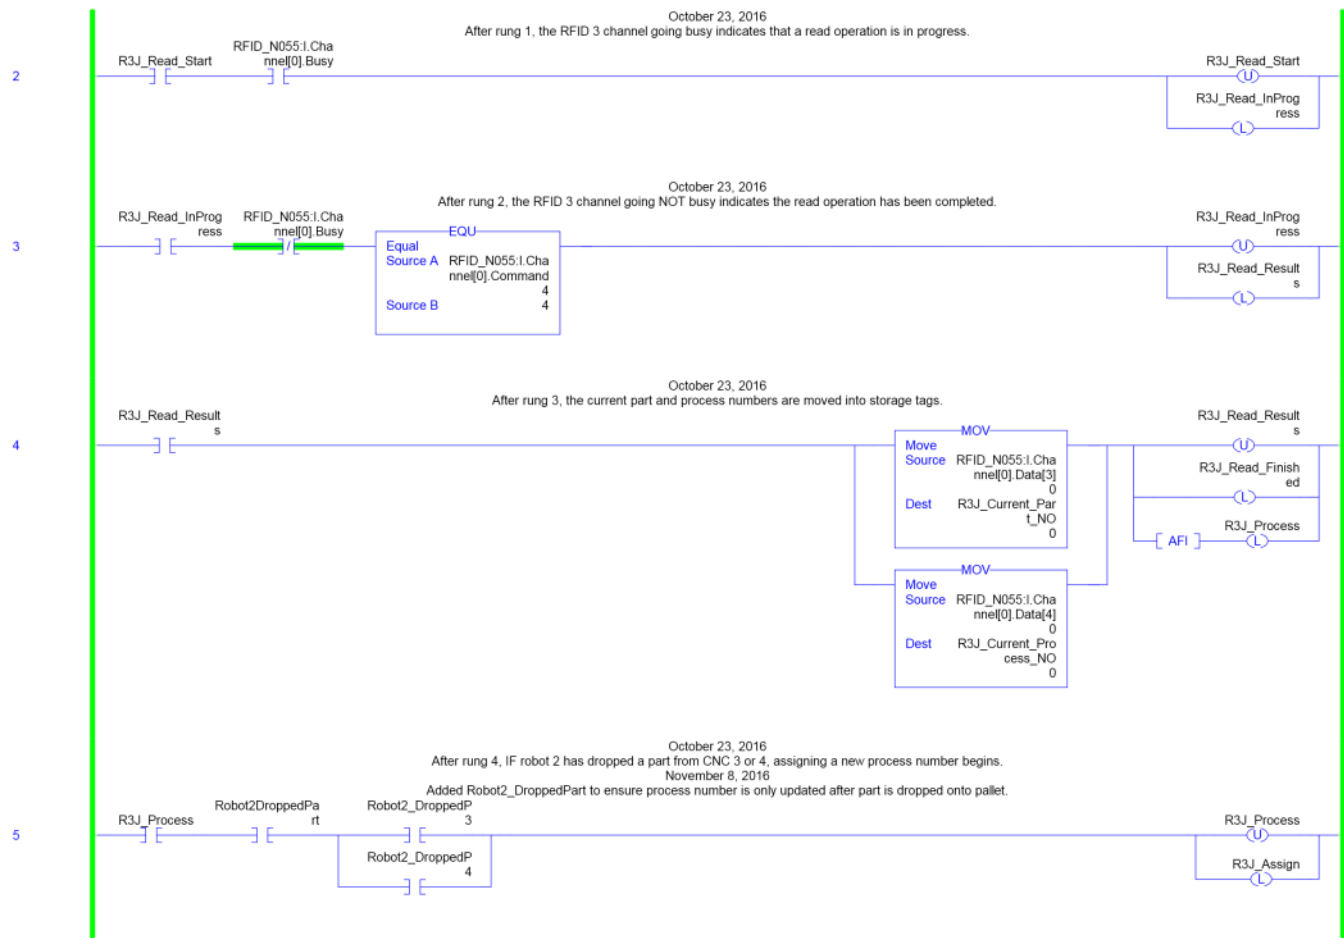 October 23, 2016
After rung 1, the RFID 3 channel going busy indicates that a read operation is in progress.
RFID_N055:I.Cha
R3J_Read_Start nnel[0].Busy R3J_Read_Start
2
U
R3J_Read_InProg
ress
L
October 23, 2016
After rung 2, the RFID 3 channel going NOT busy indicates the read operation has been completed.
R3J_Read_InProg RFID_N055:I.Cha R3J_Read_InProg
ress nnel[0].Busy ress
EQU
3
Equal U
Source A RFID_N055:I.Cha
nnel[0].Command
4
Source B 4
R3J_Read_Result
s
L
October 23, 2016
After rung 3, the current part and process numbers are moved into storage tags.
R3J_Read_Result R3J_Read_Result
s s
MOV
4
Move U
Source RFID_N055:I.Cha
nnel[0].Data[3]
0
Dest R3J_Current_Par
t_NO
0
R3J_Read_Finish
ed
L
R3J_Process
AFI L
MOV
Move
Source RFID_N055:I.Cha
nnel[0].Data[4]
0
Dest R3J_Current_Pro
cess_NO
0
October 23, 2016
After rung 4, IF robot 2 has dropped a part from CNC 3 or 4, assigning a new process number begins.
November 8, 2016
Added Robot2_DroppedPart to ensure process number is only updated after part is dropped onto pallet.
Robot2DroppedPa Robot2_DroppedP
R3J_Process rt 3 R3J_Process
5
U
Robot2_DroppedP
4
R3J_Assign
L